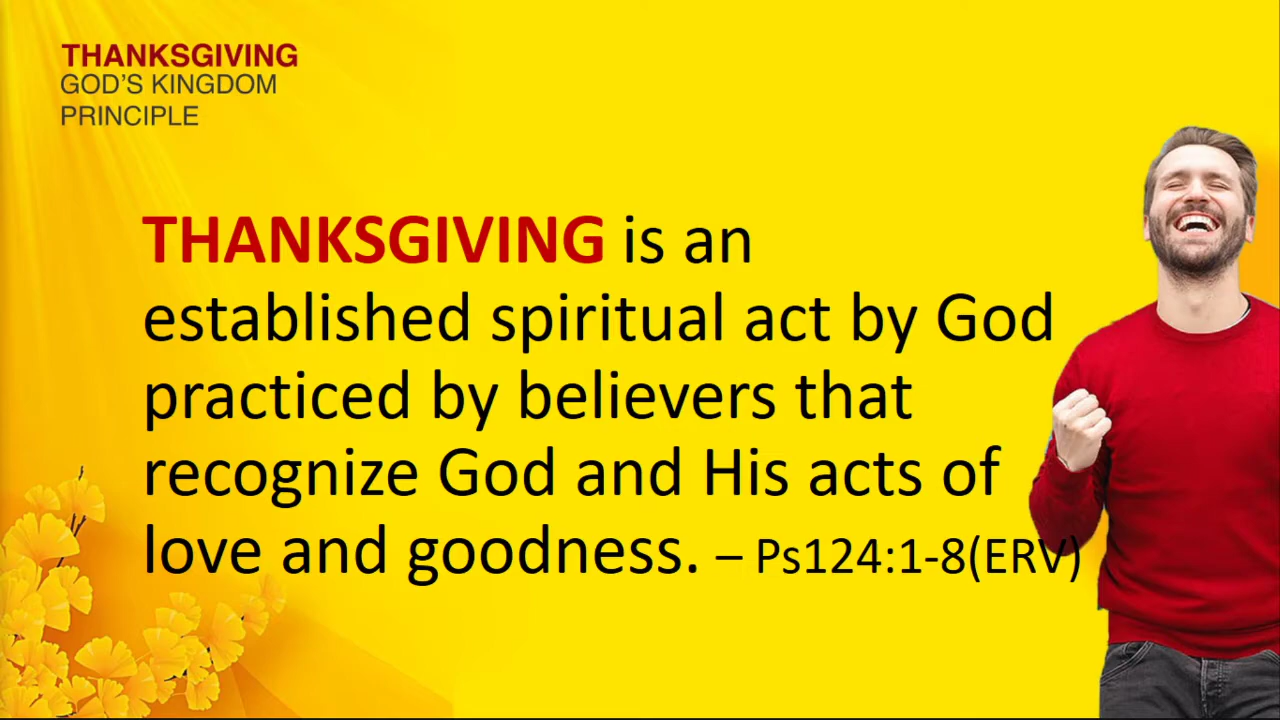 THANKSGIVING
GOD’S KINGDOM
PRINCIPLE
THANKSGIVING is an
established spiritual act by God
practiced by believers that
recognize God and His acts of
love and goodness. – Ps124:1-8(ERV)